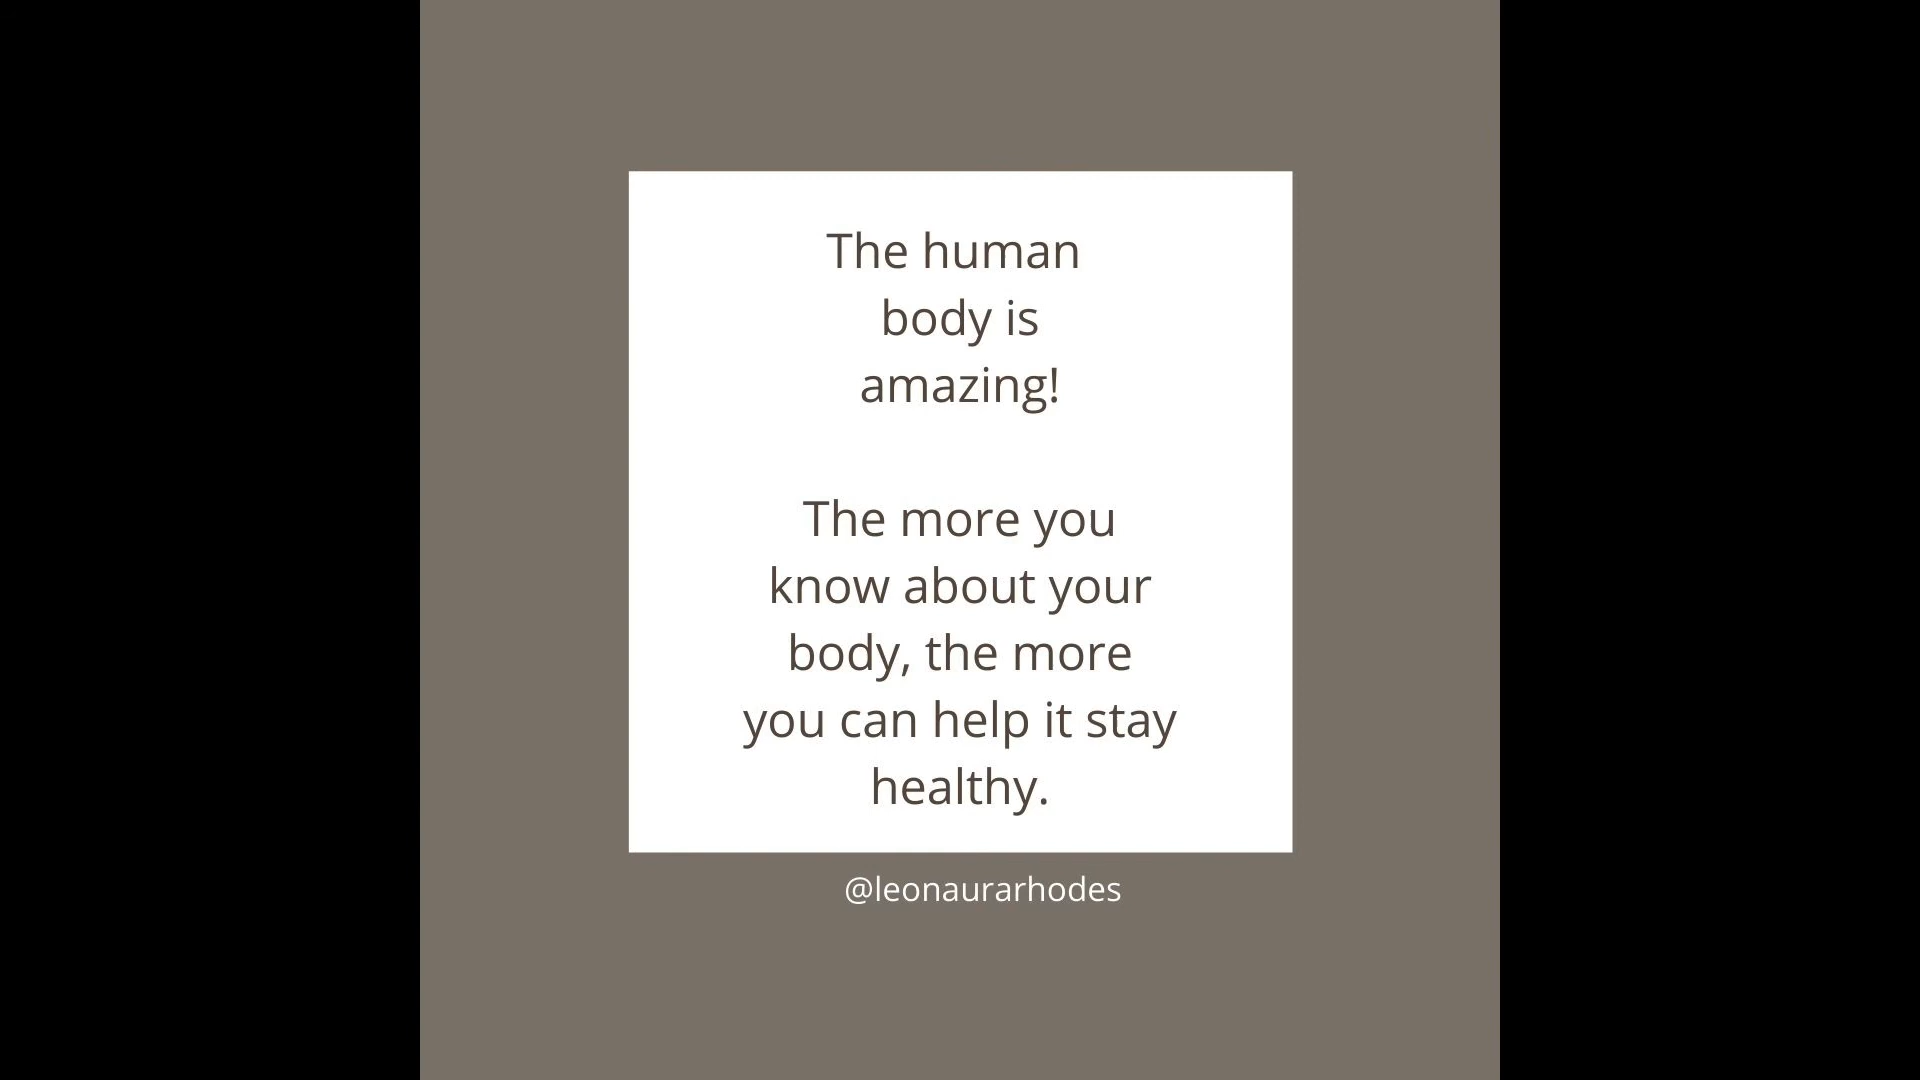 The human
body is
amazing!
The more you
know about your
body, the more
you can help it stay
healthy.
@leonaurarhodes